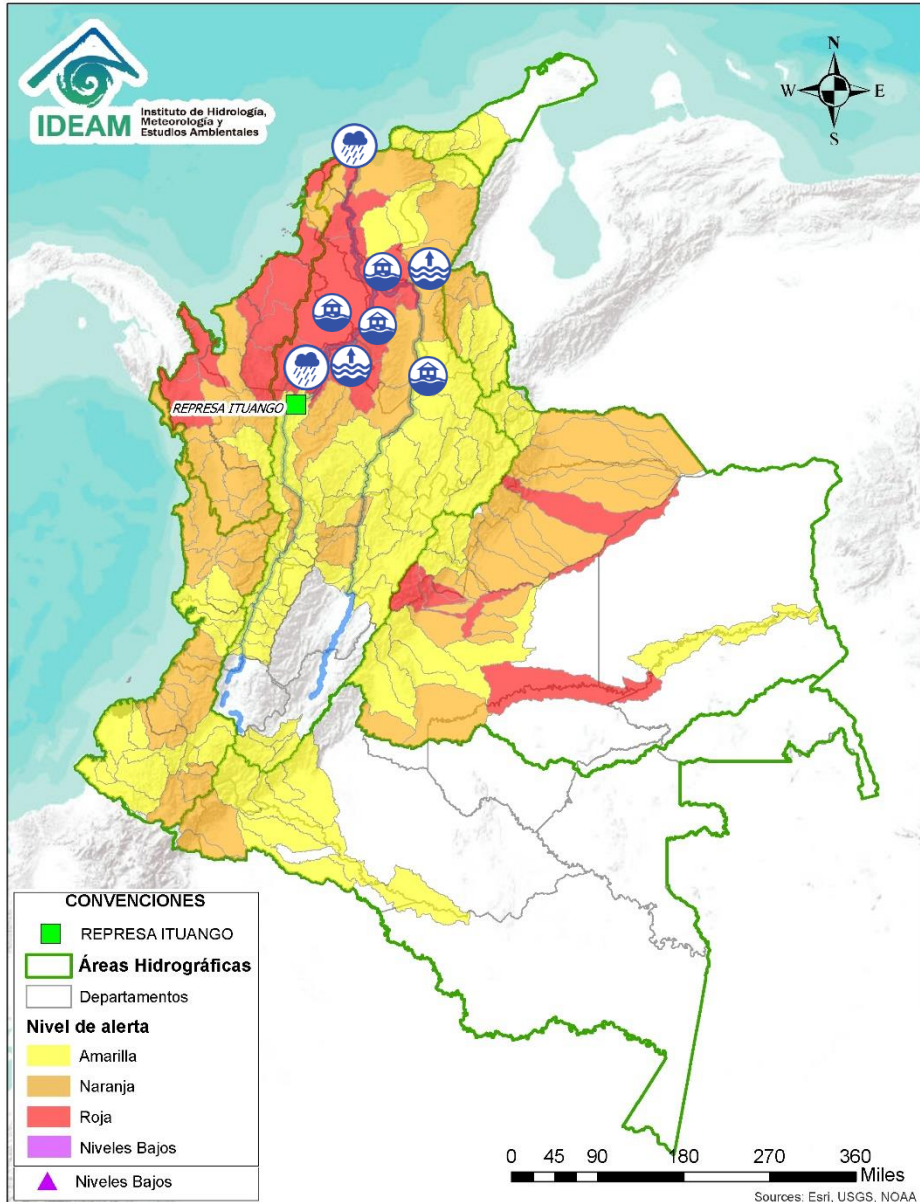 IDEAM
Instituto de Hidrología,
Meteorología y
Estudios Ambientales
N
W
E
S
REPRESA ITUANGO
CONVENCIONES
REPRESA ITUANGO
Áreas Hidrográficas
Departamentos
Nivel de alerta
Amarilla
Naranja
Roja
Niveles Bajos
Niveles Bajos
0 45 90 180 270 360
Miles
Sources: Esri, USGS, NOAA